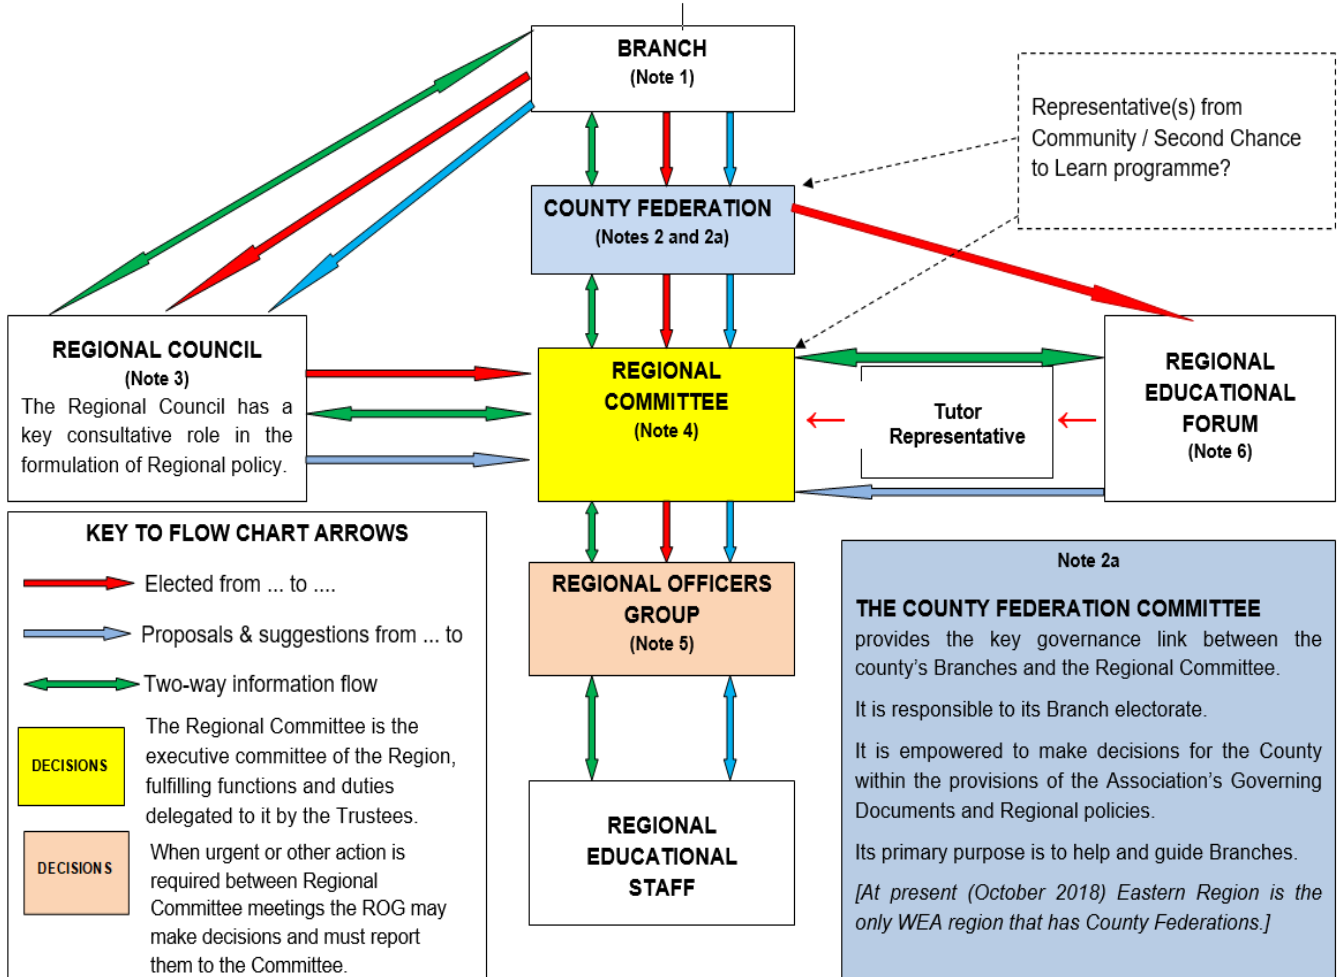 BRANCH
(Note 1)
Representative(s) from
Community / Second Chance
to Learn programme?
COUNTY FEDERATION
(Notes 2 and 2a)
REGIONAL COUNCIL
(Note 3)
The Regional Council has a
key consultative role in the
formulation of Regional policy.
REGIONAL
COMMITTEE
(Note 4)
Tutor
Representative
REGIONAL
EDUCATIONAL
FORUM
(Note 6)
KEY TO FLOW CHART ARROWS
Elected from ... to ....
Proposals & suggestions from ... to
Two-way information flow
DECISIONS
The Regional Committee is the
executive committee of the Region,
fulfilling functions and duties
delegated to it by the Trustees.
DECISIONS
When urgent or other action is
required between Regional
Committee meetings the ROG may
make decisions and must report
them to the Committee.
REGIONAL OFFICERS
GROUP
(Note 5)
REGIONAL
EDUCATIONAL
STAFF
Note 2a
THE COUNTY FEDERATION COMMITTEE
provides the key governance link between the
county's Branches and the Regional Committee.
It is responsible to its Branch electorate.
It is empowered to make decisions for the County
within the provisions of the Association's Governing
Documents and Regional policies.
Its primary purpose is to help and guide Branches.
[At present (October 2018) Eastern Region is the
only WEA region that has County Federations.]